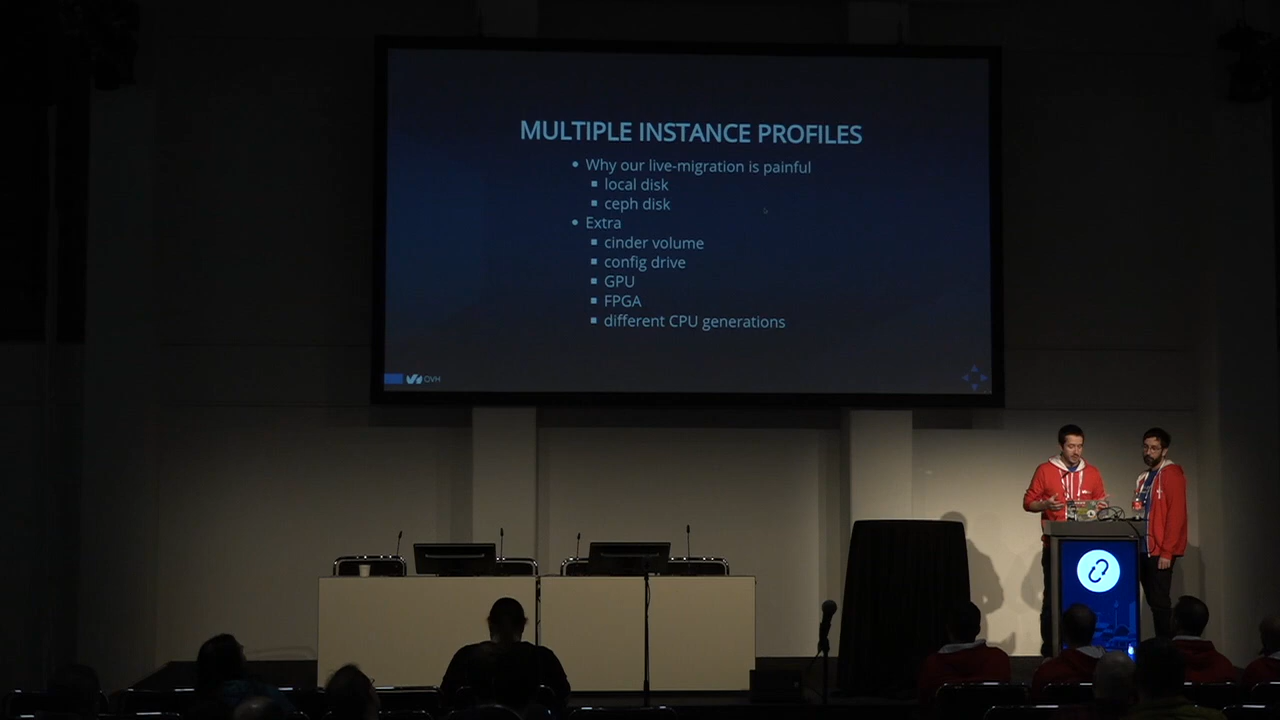 MULTIPLE INSTANCE PROFILES
• Why our live-migration is painful
▪ local disk
▪ ceph disk
• Extra
▪ cinder volume
▪ config drive
▪ GPU
▪ FPGA
▪ different CPU generations
OVH